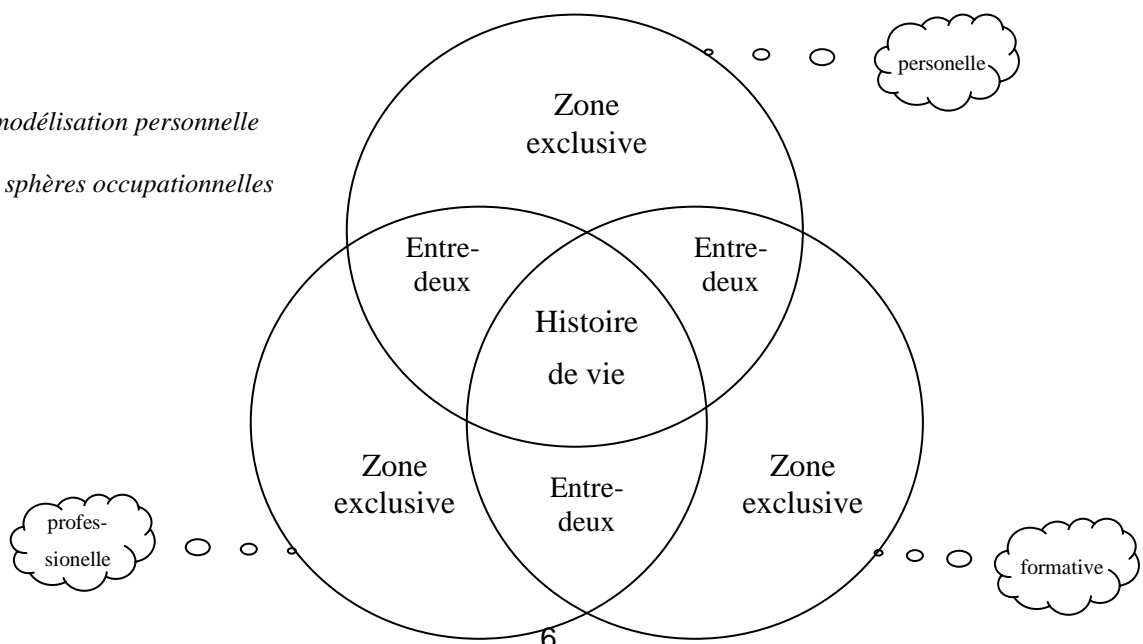 personelle
modélisation personnelle
sphères occupationnelles
Zone
exclusive
Entre-
deux
Entre-
deux
Histoire
de vie
Zone
exclusive
Entre-
deux
Zone
exclusive
profes-
sionelle
formative
6